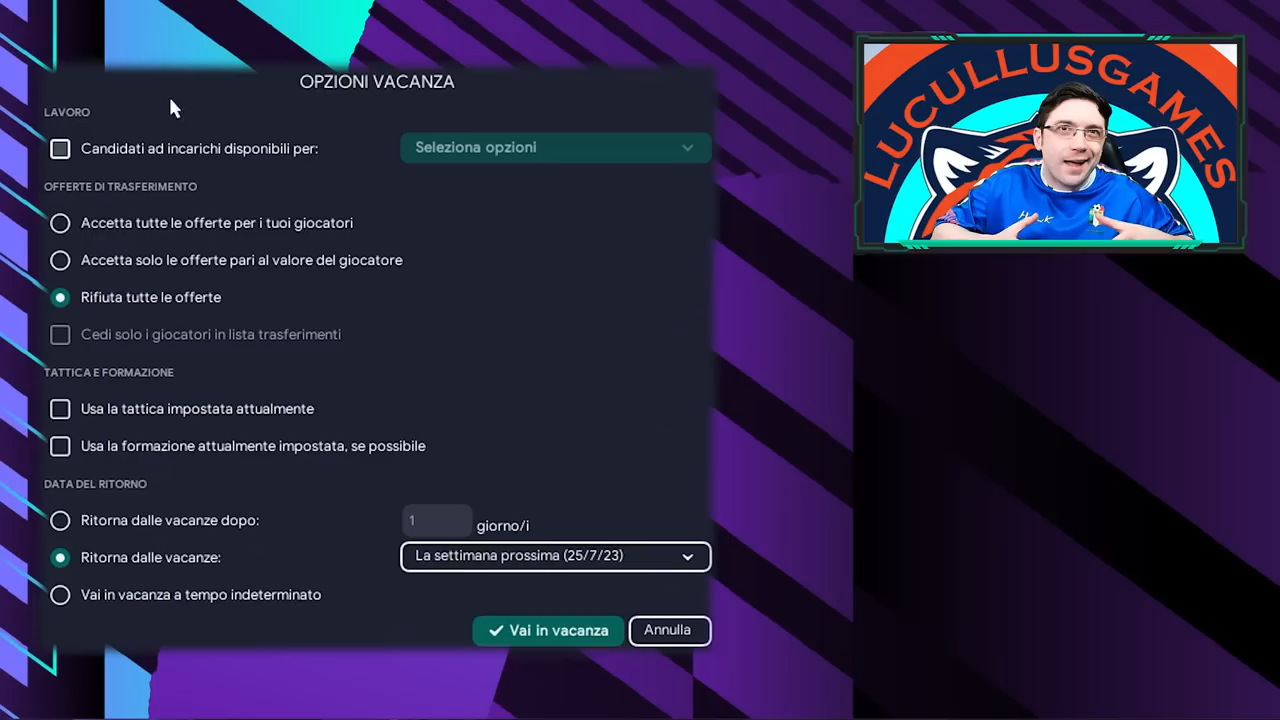 OPZIONI VACANZA
LAVORO
Candidati ad incarichi disponibili per:
Seleziona opzioni
OFFERTE DI TRASFERIMENTO
Accetta tutte le offerte per i tuoi giocatori
Accetta solo le offerte pari al valore del giocatore
Rifiuta tutte le offerte
Cedi solo i giocatori in lista trasferimenti
TATTICA E FORMAZIONE
Usa la tattica impostata attualmente
Usa la formazione attualmente impostata, se possibile
DATA DEL RITORNO
Ritorna dalle vacanze dopo:
1 giorno/i
Ritorna dalle vacanze:
La settimana prossima (25/7/23)
Vai in vacanza a tempo indeterminato
Vai in vacanza
Annulla
LUCULLUSGAMES